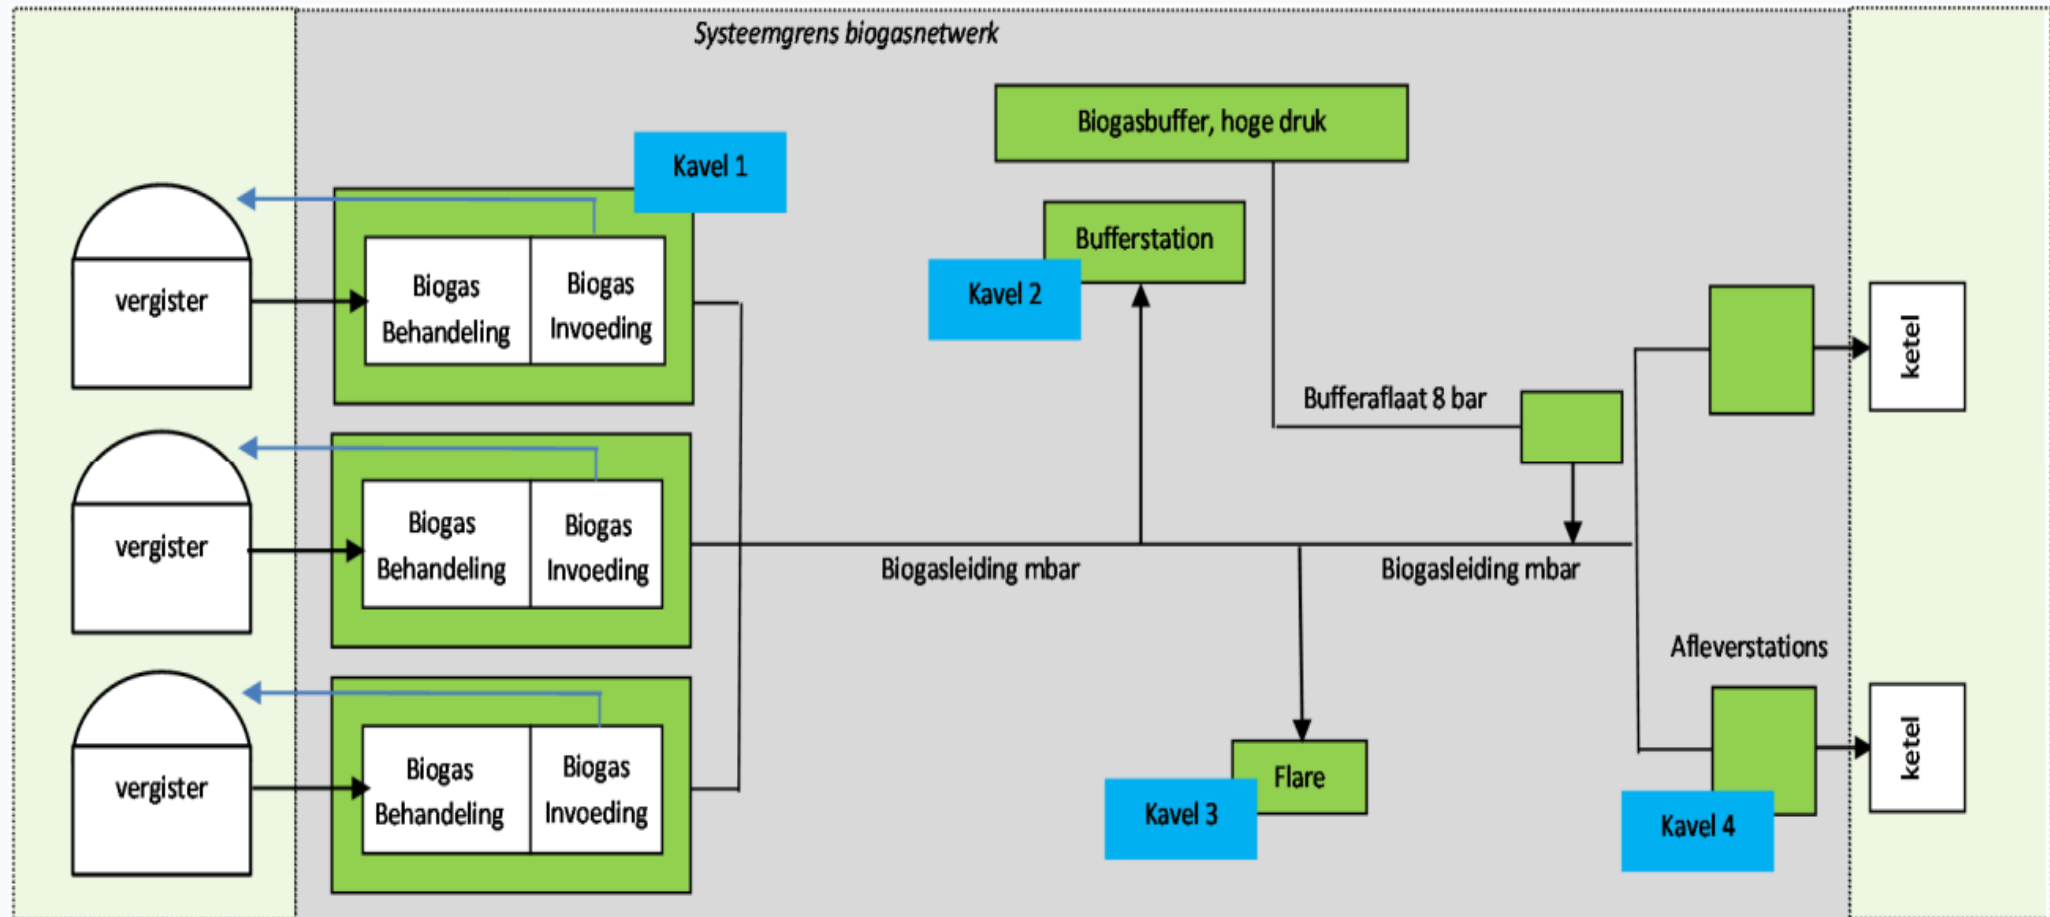 Systeemgrens biogasnetwerk
Biogasbuffer, hoge druk
Kavel 1
Bufferstation
Kavel 2
vergister
Biogas
Behandeling
Biogas
Invoeding
ketel
Bufferaflaat 8 bar
vergister
Biogas
Behandeling
Biogas
Invoeding
Biogasleiding mbar
Biogasleiding mbar
Afleverstations
vergister
Biogas
Behandeling
Biogas
Invoeding
Flare
Kavel 3
Kavel 4
ketel